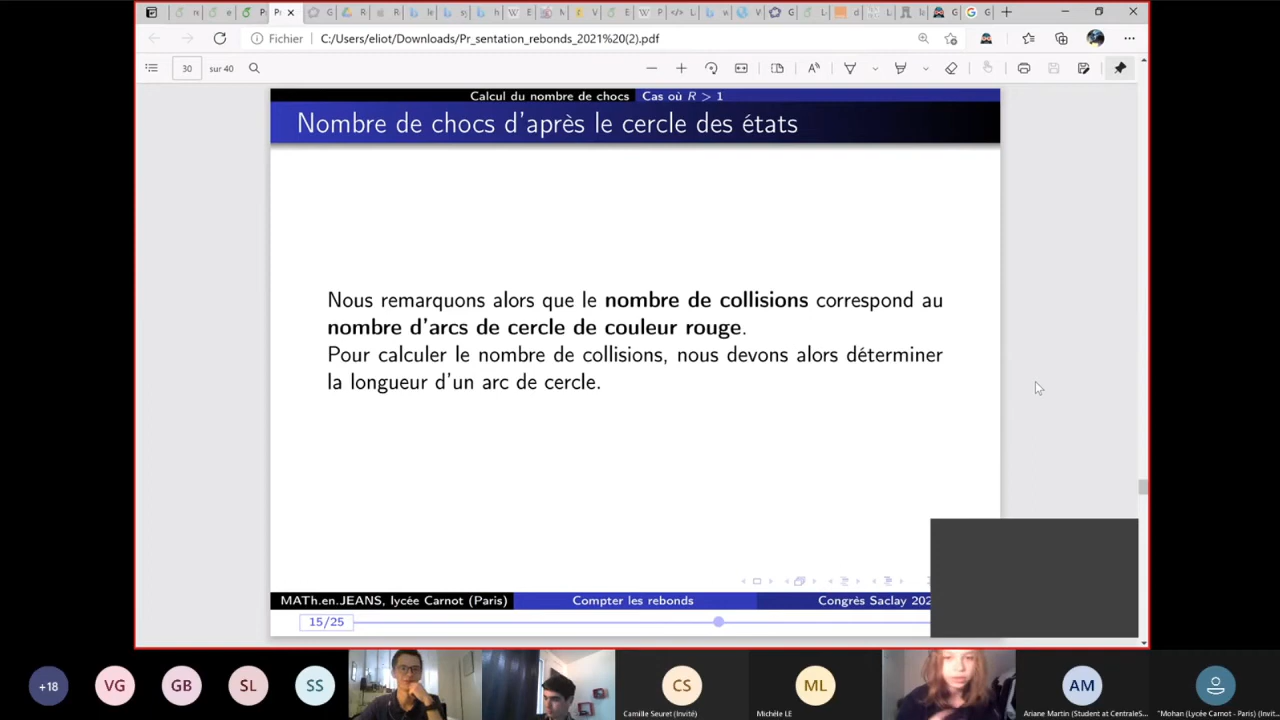 Fichier
C:/Users/eliot/Downloads/Pr_sentation_rebonds_2021%20(2).pdf
30 sur 40
Calcul du nombre de chocs Cas où R > 1
Nombre de chocs d'après le cercle des états
Nous remarquons alors que le nombre de collisions correspond au
nombre d'arcs de cercle de couleur rouge.
Pour calculer le nombre de collisions, nous devons alors déterminer
la longueur d'un arc de cercle.
MATh.en.JEANS, lycée Carnot (Paris) Compter les rebonds Congrès Saclay 202
15/25
+18 VG GB SL SS CS ML AM
Camille Seuret (Invité) Michèle LE Ariane Martin (Student at CentraleS... "Mohan (Lycée Carnot - Paris) (Invit...